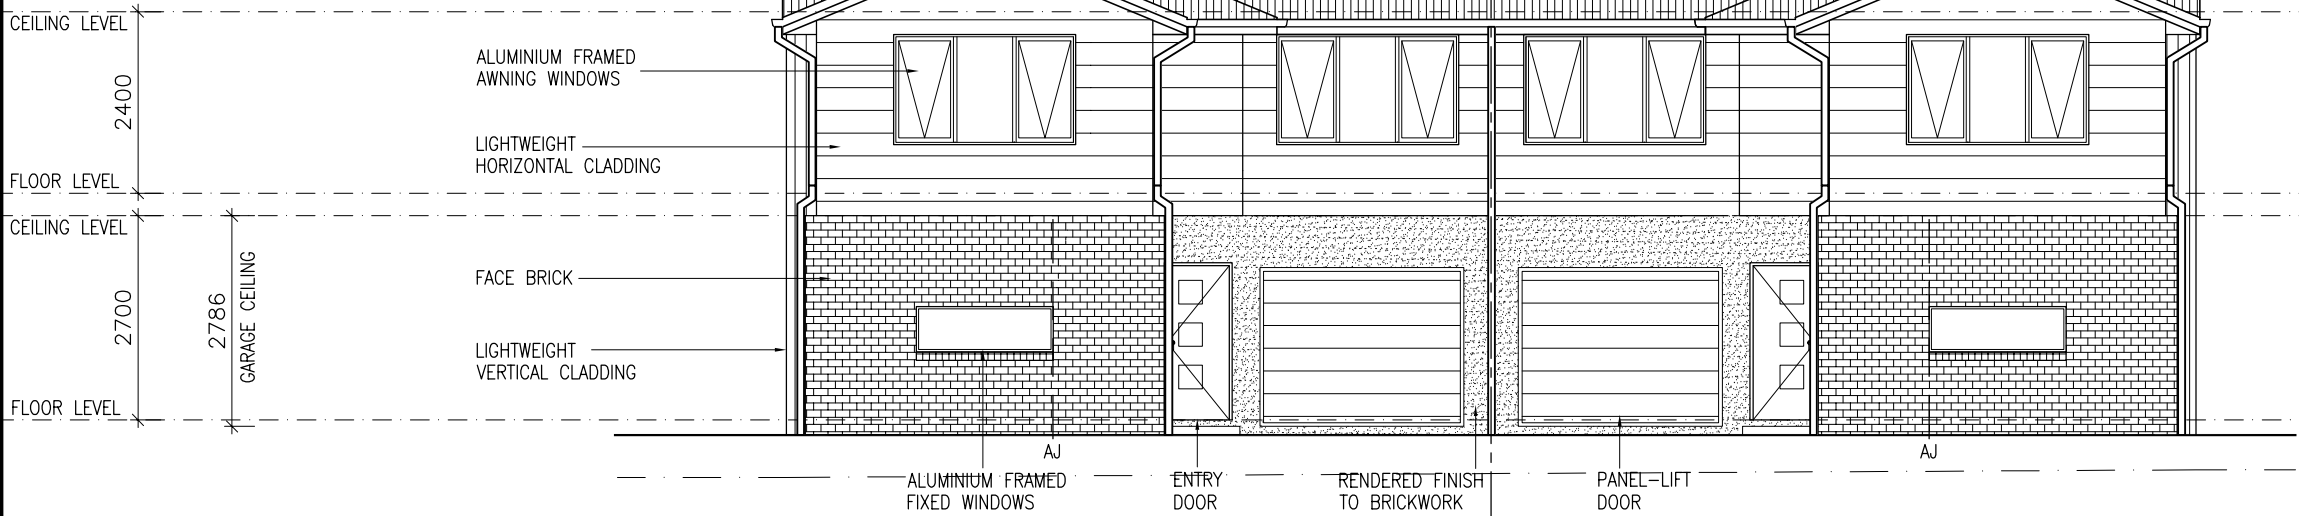 CEILING LEVEL
2400
FLOOR LEVEL
CEILING LEVEL
2700
2786
GARAGE CEILING
FLOOR LEVEL
ALUMINIUM FRAMED
AWNING WINDOWS
LIGHTWEIGHT
HORIZONTAL CLADDING
FACE BRICK
LIGHTWEIGHT
VERTICAL CLADDING
AJ
AJ
ALUMINIUM FRAMED
FIXED WINDOWS
ENTRY
DOOR
RENDERED FINISH
TO BRICKWORK
PANEL-LIFT
DOOR